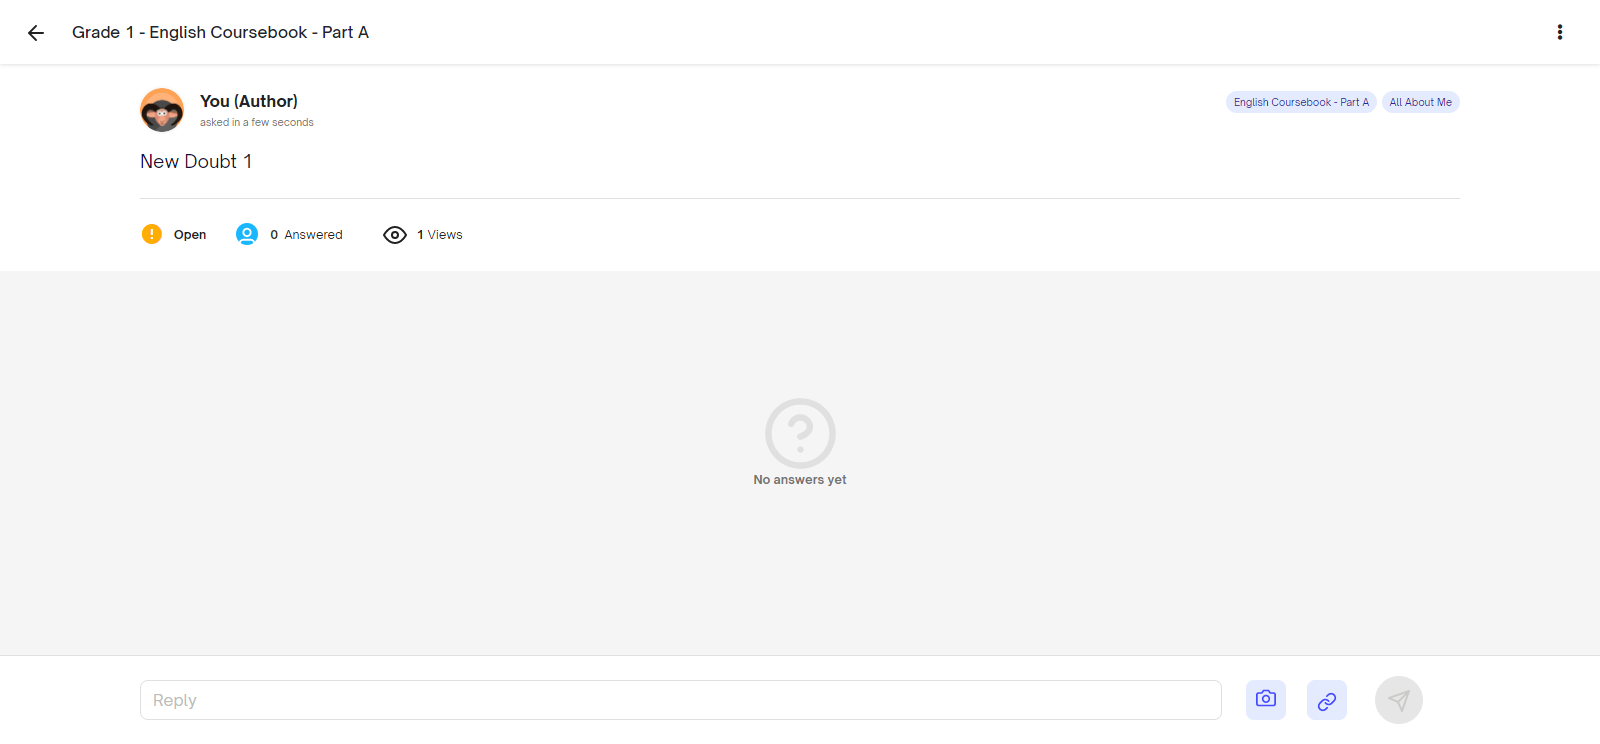 Grade 1 - English Coursebook - Part A
You (Author)
English Coursebook - Part A
All About Me
asked in a few seconds
New Doubt 1
Open
0 Answered
1 Views
No answers yet
Reply